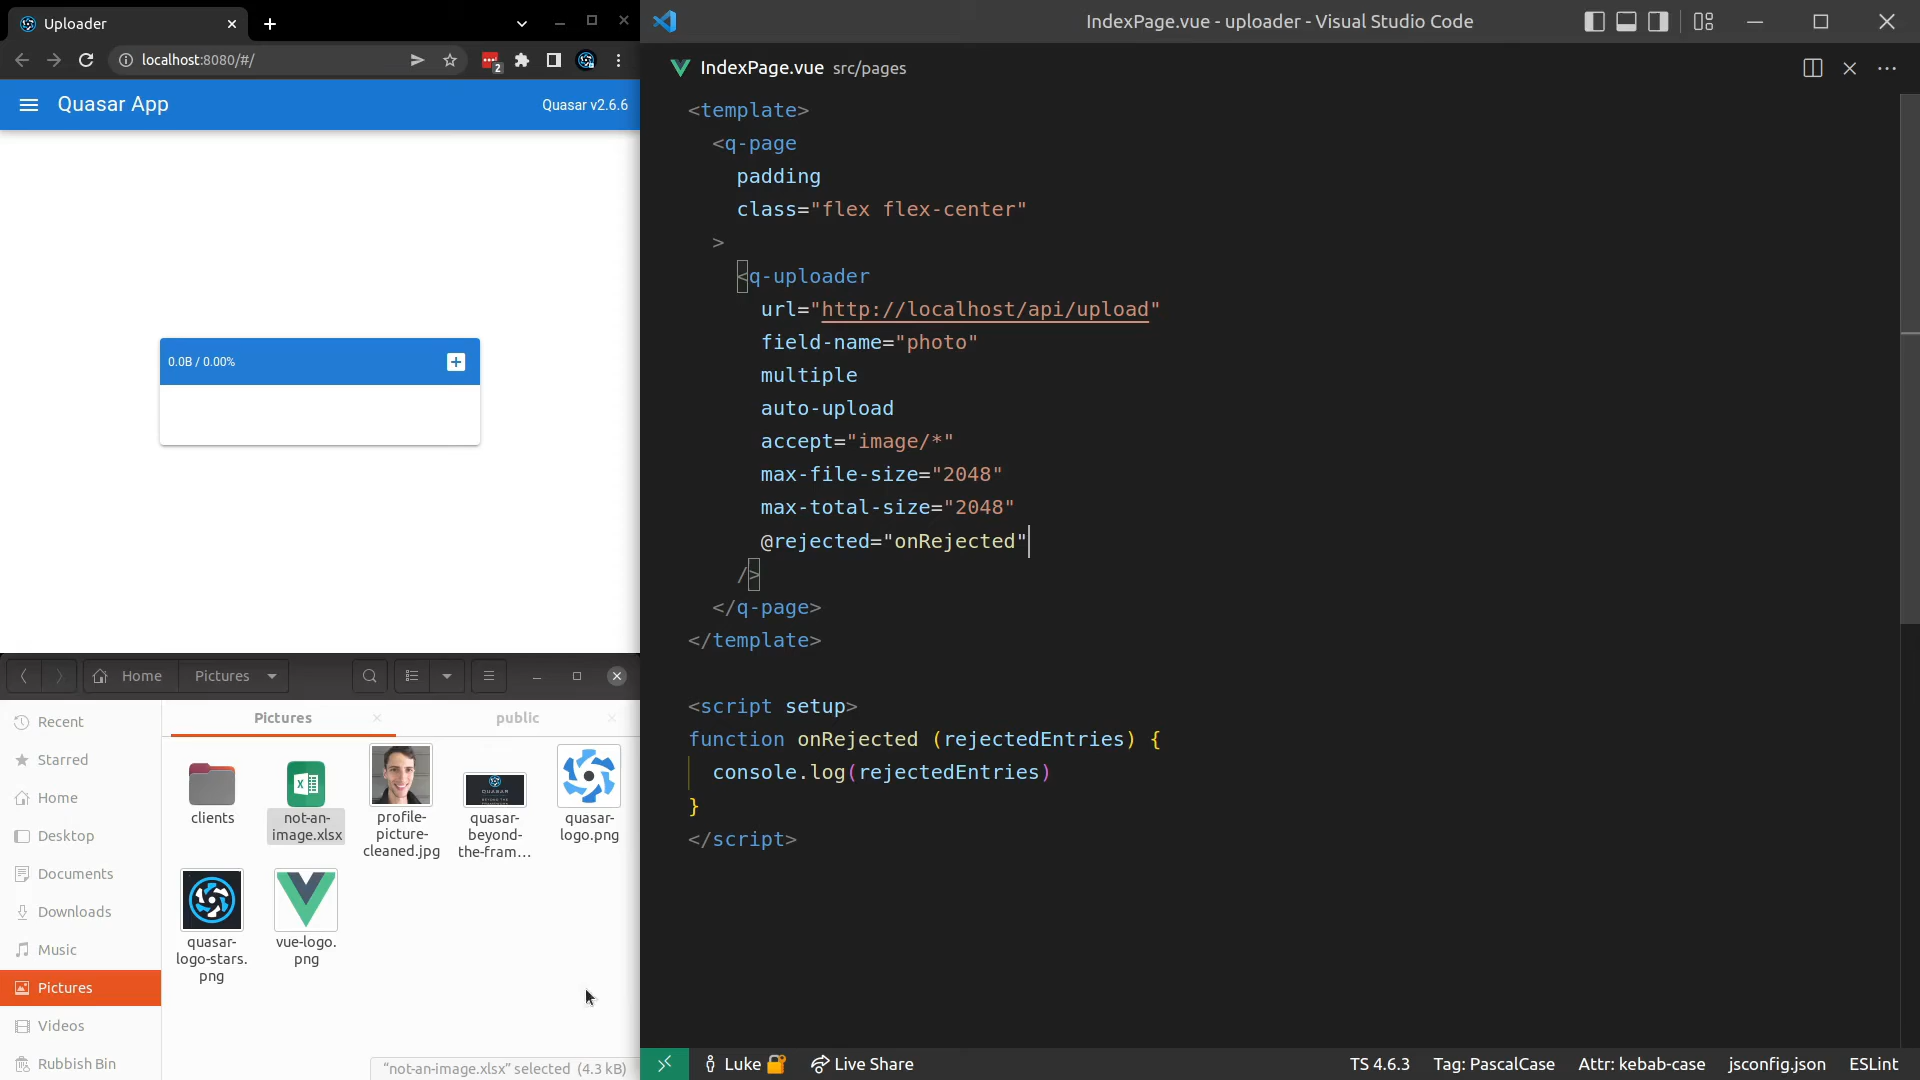 Uploader
localhost:8080/#/
2
Quasar App
Quasar v2.6.6
0.0B / 0.00%
Home
Pictures
Recent
Starred
Home
Desktop
Documents
Downloads
Music
Pictures
Videos
Rubbish Bin
Pictures
public
clients
not-an-
image.xlsx
profile-
picture-
cleaned.jpg
QUASAR
quasar-
beyond-
the-fram…
quasar-
logo.png
quasar-
logo-stars.
png
vue-logo.
png
"not-an-image.xlsx" selected (4.3 kB)
IndexPage.vue - uploader - Visual Studio Code
IndexPage.vue src/pages
<template>
<q-page
padding
class="flex flex-center"
>
<q-uploader
url="http://localhost/api/upload"
field-name="photo"
multiple
auto-upload
accept="image/*"
max-file-size="2048"
max-total-size="2048"
@rejected="onRejected"
/>
</q-page>
</template>
<script setup>
function onRejected (rejectedEntries) {
console.log(rejectedEntries)
}
</script>
Luke
Live Share
TS 4.6.3
Tag: PascalCase
Attr: kebab-case
jsconfig.json
ESLint